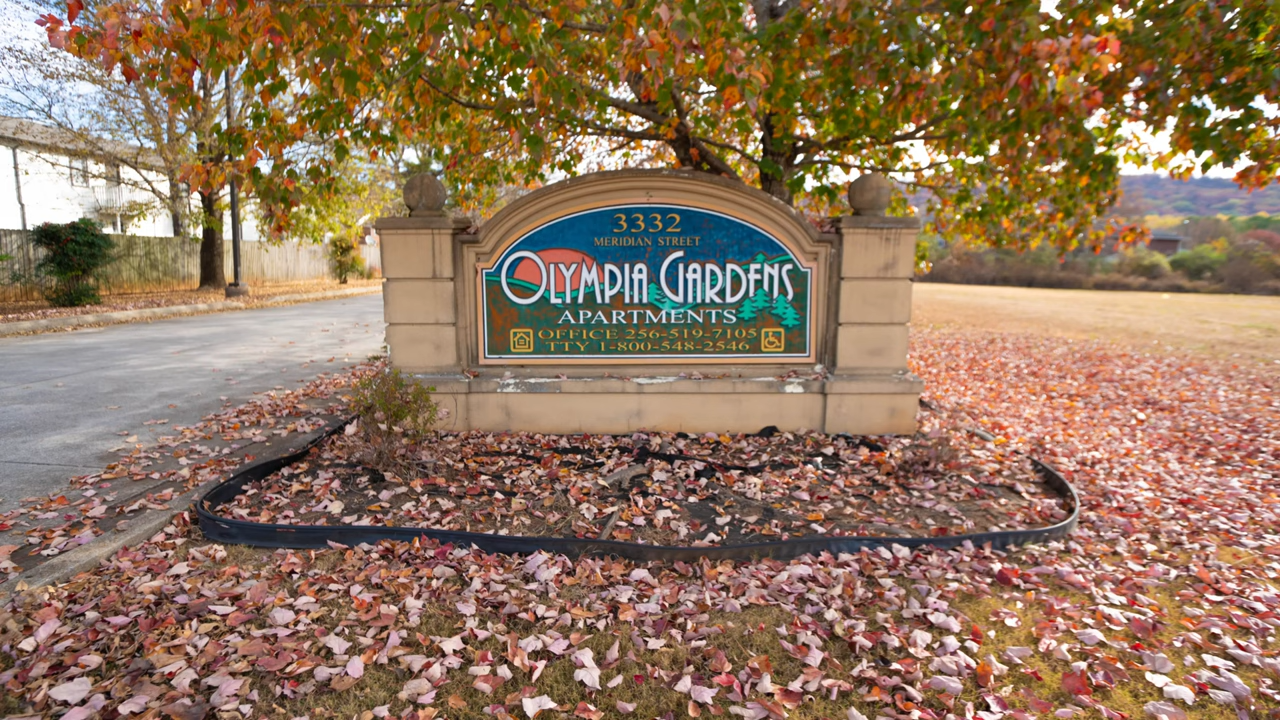 3332
MERIDIAN STREET
OLYMPIA GARDENS
APARTMENTS
OFFICE 256-519-7105
TTY 1-800-548-2546